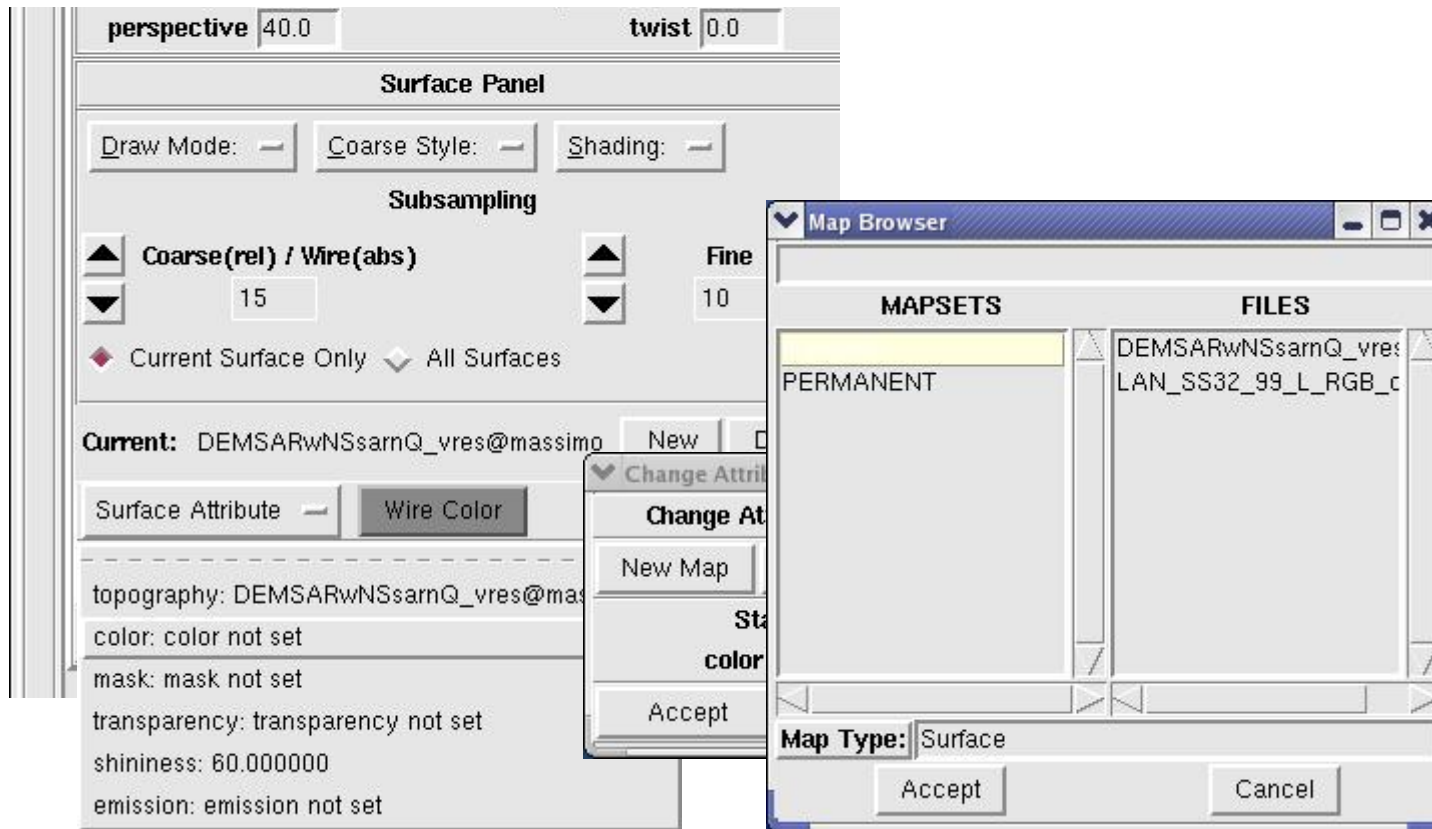 perspective 40.0 twist 0.0
Surface Panel
Draw Mode: Coarse Style: Shading:
Subsampling
Coarse(rel) / Wire(abs) Fine
15 10
Current Surface Only All Surfaces
Current: DEMSARwNSsarnQ_vres@massimo New D
Surface Attribute Wire Color
topography: DEMSARwNSsarnQ_vres@mas
color: color not set
mask: mask not set
transparency: transparency not set
shininess: 60.000000
emission: emission not set
Change Attrib
Change At
New Map
Sta
color
Accept
Map Browser
MAPSETS FILES
DEMSARwNSsarnQ_vres
PERMANENT LAN_SS32_99_L_RGB_c
Map Type: Surface
Accept Cancel